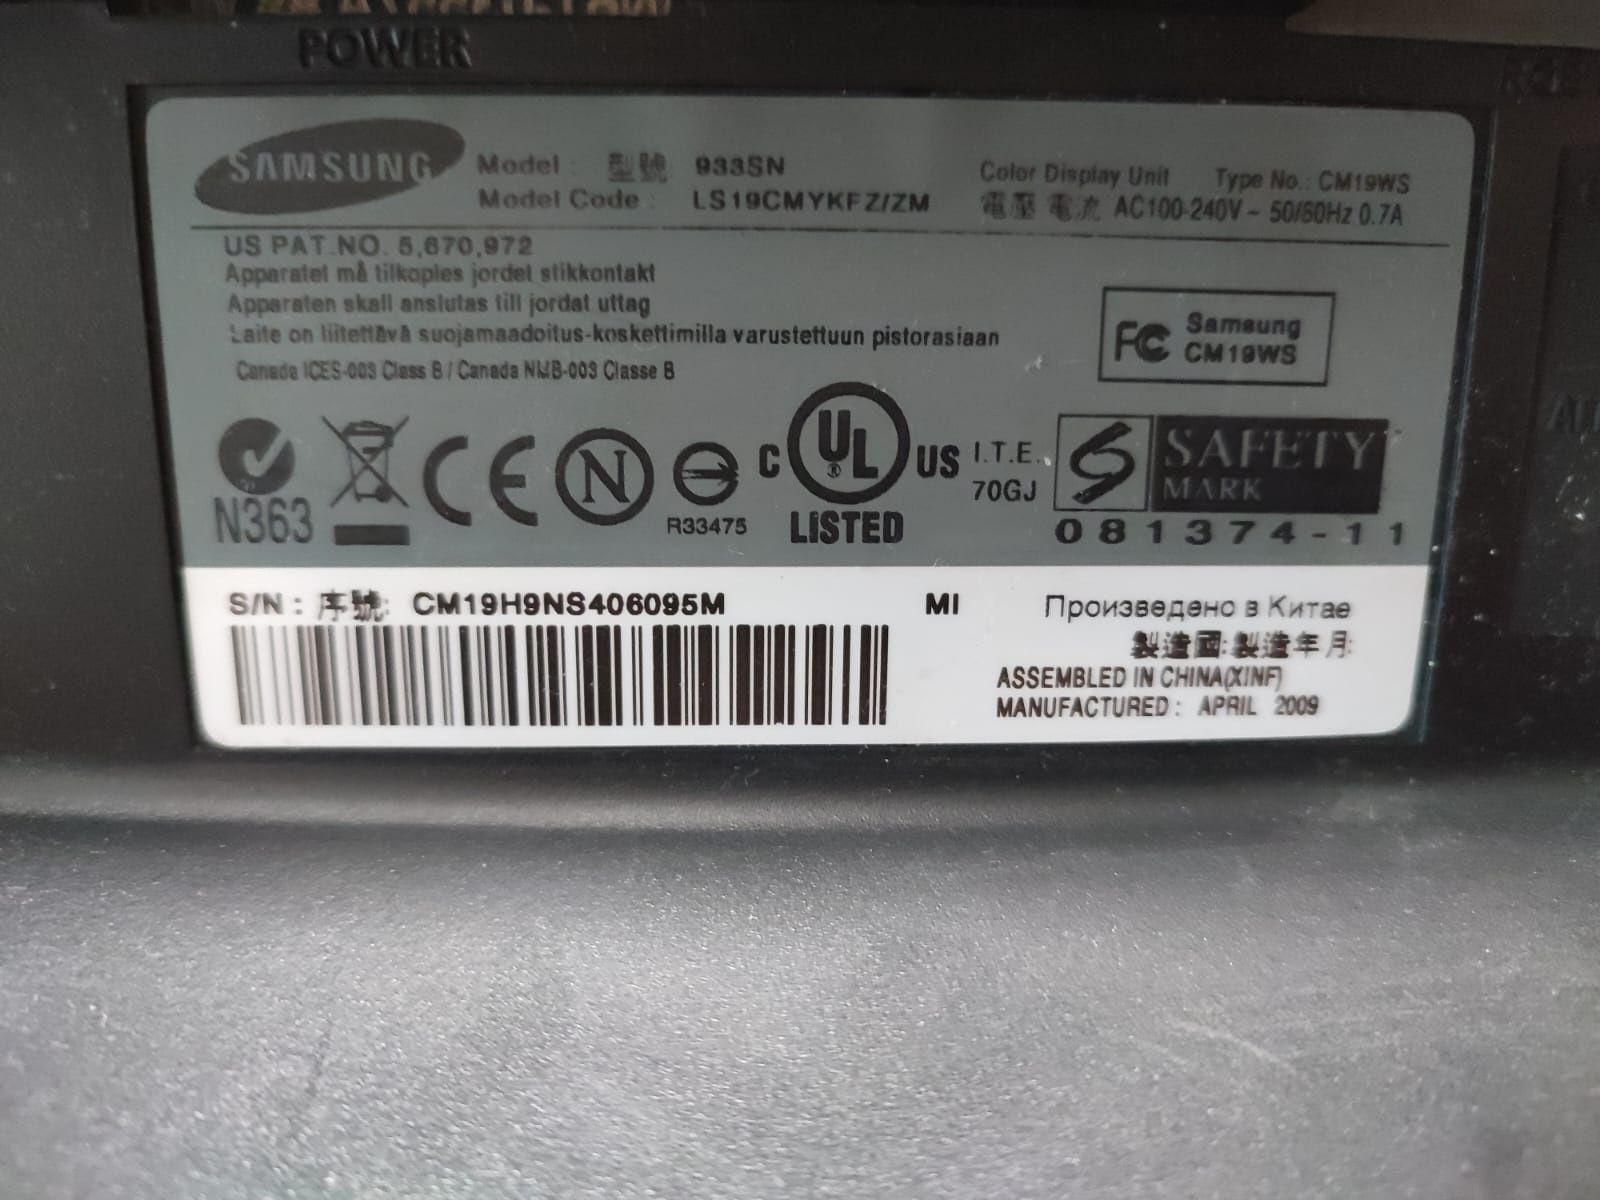 POWER
SAMSUNG
Model : 型號 933SN
Model Code : LS19CMYKFZ/ZM
Color Display Unit Type No.: CM19WS
電壓 電流 AC100-240V ~ 50/60Hz 0.7A
US PAT.NO. 5,670,972
Apparatet må tilkoples jordet stikkontakt
Apparaten skall anslutas till jordat uttag
Laite on liitettävä suojamaadoitus-koskettimilla varustettuun pistorasiaan
Canada ICES-003 Class B / Canada NMB-003 Classe B
FC Samsung
CM19WS
N363
CE
N
R33475
C UL US
®
LISTED
I.T.E.
70GJ
S SAFETY
MARK
081374-11
S/N : 序號: CM19H9NS406095M
MI
Произведено в Китае
製造國:製造年月:
ASSEMBLED IN CHINA(XINF)
MANUFACTURED : APRIL 2009